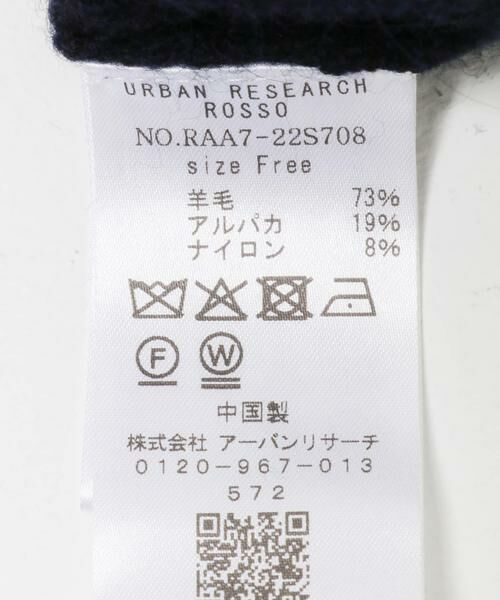 URBAN RESEARCH
ROSSO
NO.RAA7-22S708
size Free
羊毛 73%
アルパカ 19%
ナイロン 8%
F W
中国製
株式会社 アーバンリサーチ
0120-967-013
572